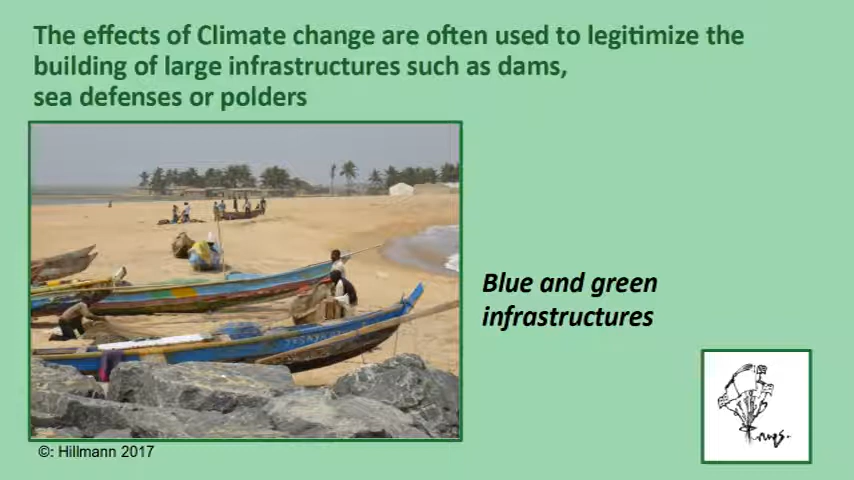 The effects of Climate change are often used to legitimize the
building of large infrastructures such as dams,
sea defenses or polders
Blue and green
infrastructures
©: Hillmann 2017